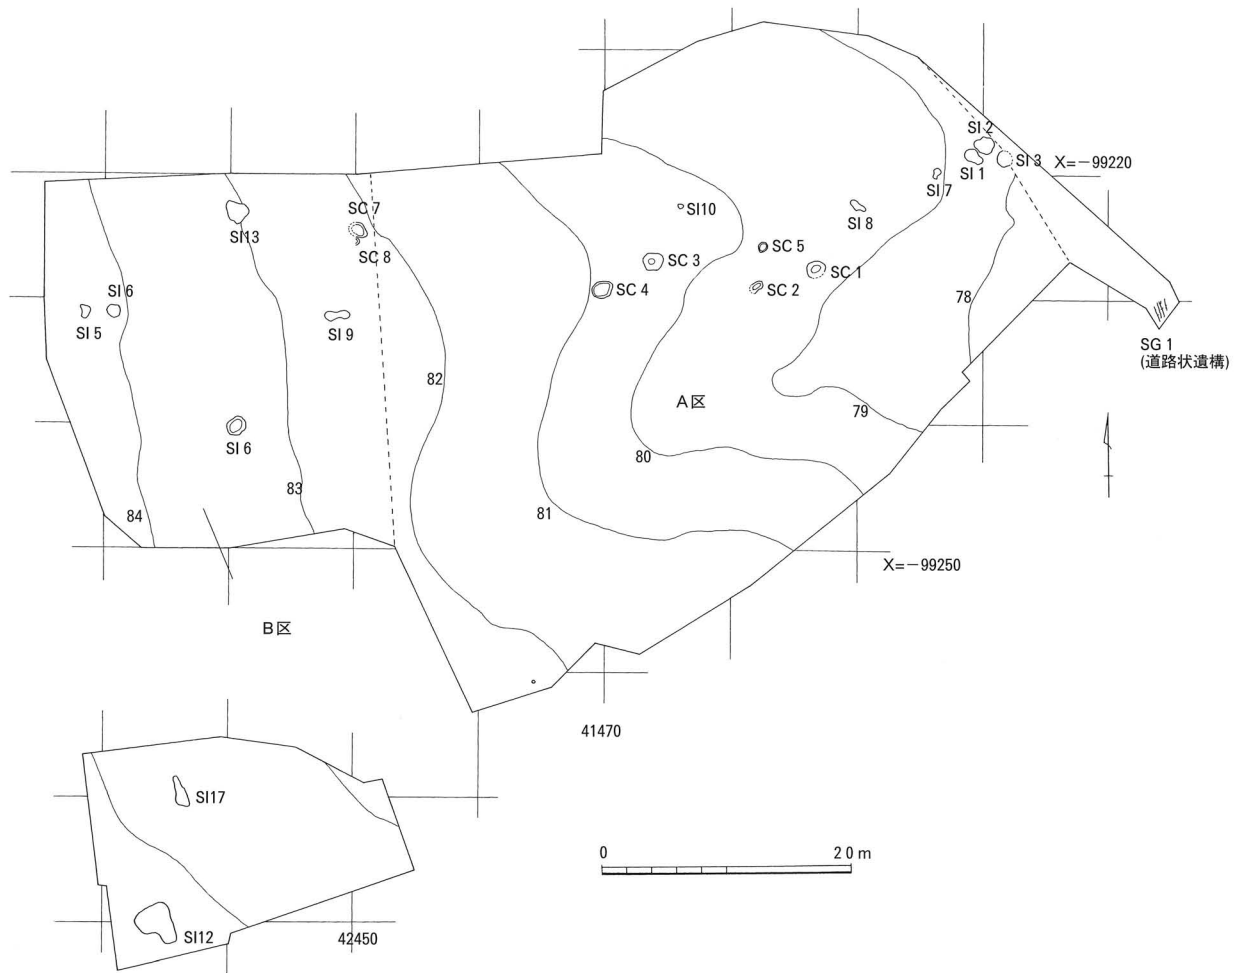 SI 2
SI 3
X=−99220
SI 1
SI 7
SC 7
SI10
SI 8
SI13
SC 5
SC 8
SC 3
SC 1
SC 4
SC 2
78
SI 6
SI 5
SI 9
SG 1
(道路状遺構)
82
A区
79
SI 6
80
83
84
81
X=−99250
B区
41470
SI17
0
20m
SI12
42450